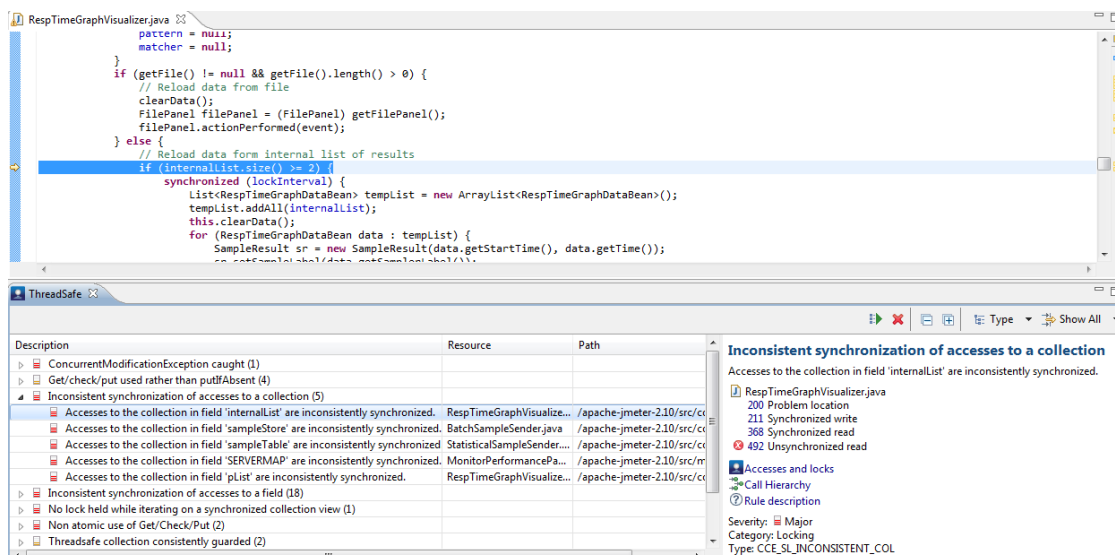 RespTimeGraphVisualizer.java
pattern = null;
matcher = null;
}
if (getFile() != null && getFile().length() > 0) {
// Reload data from file
clearData();
FilePanel filePanel = (FilePanel) getFilePanel();
filePanel.actionPerformed(event);
} else {
// Reload data form internal list of results
if (internalList.size() >= 2) {
synchronized (lockInterval) {
List<RespTimeGraphDataBean> tempList = new ArrayList<RespTimeGraphDataBean>();
tempList.addAll(internalList);
this.clearData();
for (RespTimeGraphDataBean data : tempList) {
SampleResult sr = new SampleResult(data.getStartTime(), data.getTime());
sr.setSampleLabel(data.getSamplerLabel());
ThreadSafe
Type Show All
Description Resource Path
ConcurrentModificationException caught (1)
Get/check/put used rather than putIfAbsent (4)
Inconsistent synchronization of accesses to a collection (5)
Accesses to the collection in field 'internalList' are inconsistently synchronized. RespTimeGraphVisualize... /apache-jmeter-2.10/src/cc
Accesses to the collection in field 'sampleStore' are inconsistently synchronized. BatchSampleSender.java /apache-jmeter-2.10/src/cc
Accesses to the collection in field 'sampleTable' are inconsistently synchronized StatisticalSampleSender.... /apache-jmeter-2.10/src/cc
Accesses to the collection in field 'SERVERMAP' are inconsistently synchronized. MonitorPerformancePa... /apache-jmeter-2.10/src/m
Accesses to the collection in field 'pList' are inconsistently synchronized. RespTimeGraphVisualize... /apache-jmeter-2.10/src/cc
Inconsistent synchronization of accesses to a field (18)
No lock held while iterating on a synchronized collection view (1)
Non atomic use of Get/Check/Put (2)
Threadsafe collection consistently guarded (2)
Inconsistent synchronization of accesses to a collection
Accesses to the collection in field 'internalList' are inconsistently synchronized.
RespTimeGraphVisualizer.java
200 Problem location
211 Synchronized write
368 Synchronized read
492 Unsynchronized read
Accesses and locks
Call Hierarchy
Rule description
Severity: Major
Category: Locking
Type: CCE_SL_INCONSISTENT_COL